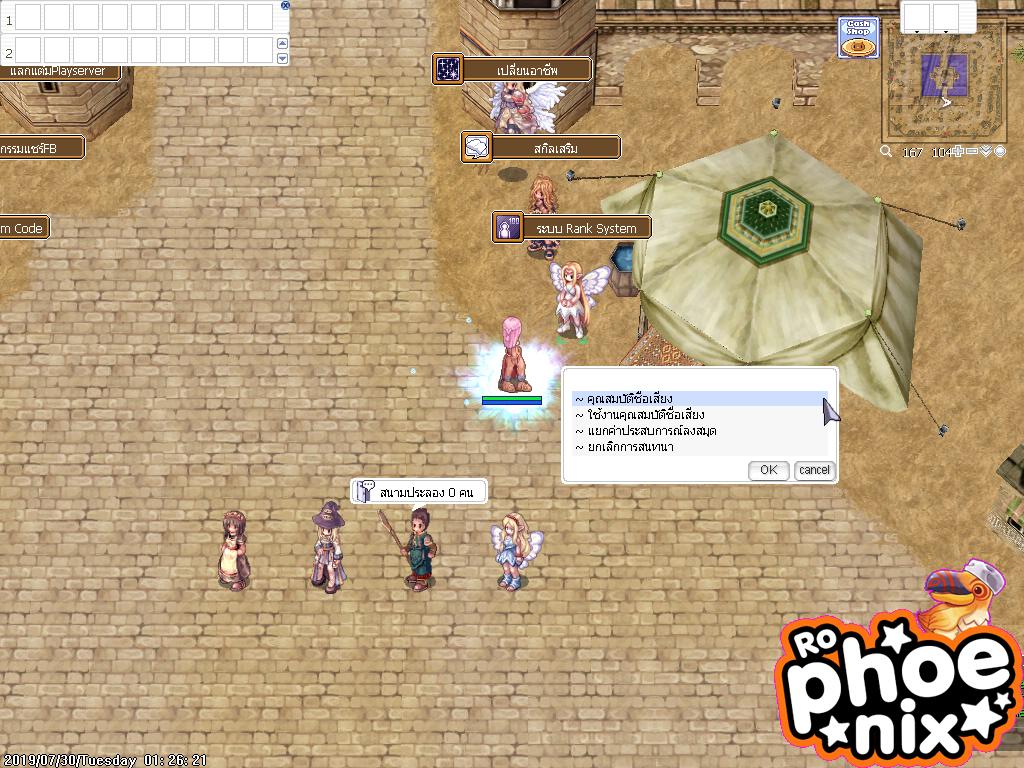 1
2
แลกแต้มPlayserver
เปลี่ยนอาชีพ
Cash
Shop
กรรมแชร์FB
สกิลเสริม
167 104
100
m Code
ระบบ Rank System
~ คุณสมบัติชื่อเสียง
~ ใช้งานคุณสมบัติชื่อเสียง
~ แยกค่าประสบการณ์ลงสมุด
~ ยกเลิกการสนทนา
OK
cancel
สนามประลอง 0 คน
Ro
phoe
nix
2019/07/30/Tuesday 01:26:21